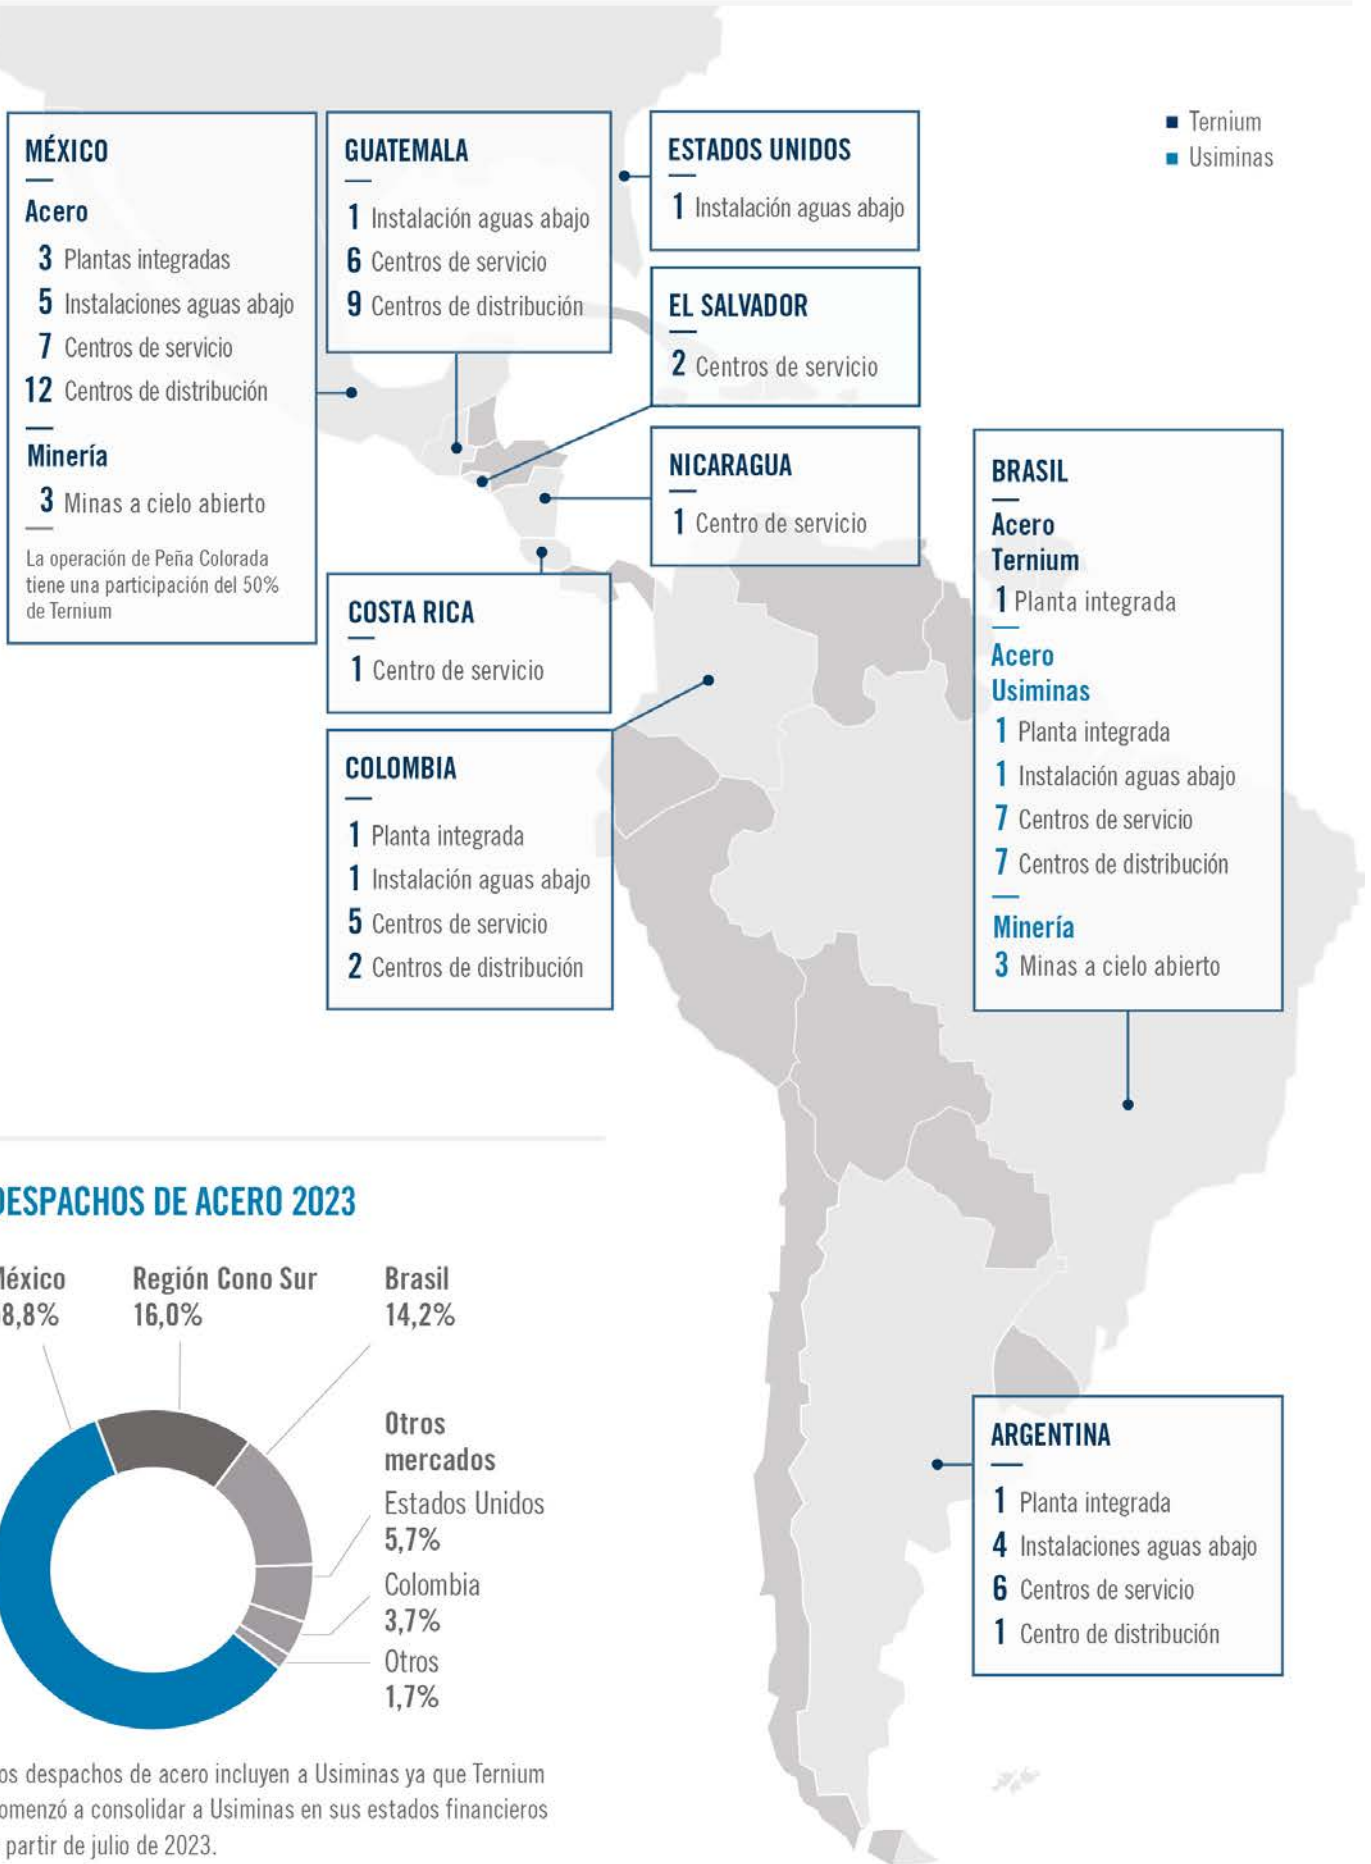 MÉXICO
Acero
3 Plantas integradas
5 Instalaciones aguas abajo
7 Centros de servicio
12 Centros de distribución
Minería
3 Minas a cielo abierto
La operación de Peña Colorada
tiene una participación del 50%
de Ternium
GUATEMALA
1 Instalación aguas abajo
6 Centros de servicio
9 Centros de distribución
ESTADOS UNIDOS
1 Instalación aguas abajo
Ternium
Usiminas
EL SALVADOR
2 Centros de servicio
NICARAGUA
1 Centro de servicio
COSTA RICA
1 Centro de servicio
COLOMBIA
1 Planta integrada
1 Instalación aguas abajo
5 Centros de servicio
2 Centros de distribución
BRASIL
Acero
Ternium
1 Planta integrada
Acero
Usiminas
1 Planta integrada
1 Instalación aguas abajo
7 Centros de servicio
7 Centros de distribución
Minería
3 Minas a cielo abierto
ARGENTINA
1 Planta integrada
4 Instalaciones aguas abajo
6 Centros de servicio
1 Centro de distribución
DESPACHOS DE ACERO 2023
México
8,8%
Región Cono Sur
16,0%
Brasil
14,2%
Otros
mercados
Estados Unidos
5,7%
Colombia
3,7%
Otros
1,7%
os despachos de acero incluyen a Usiminas ya que Ternium
omenzó a consolidar a Usiminas en sus estados financieros
partir de julio de 2023.